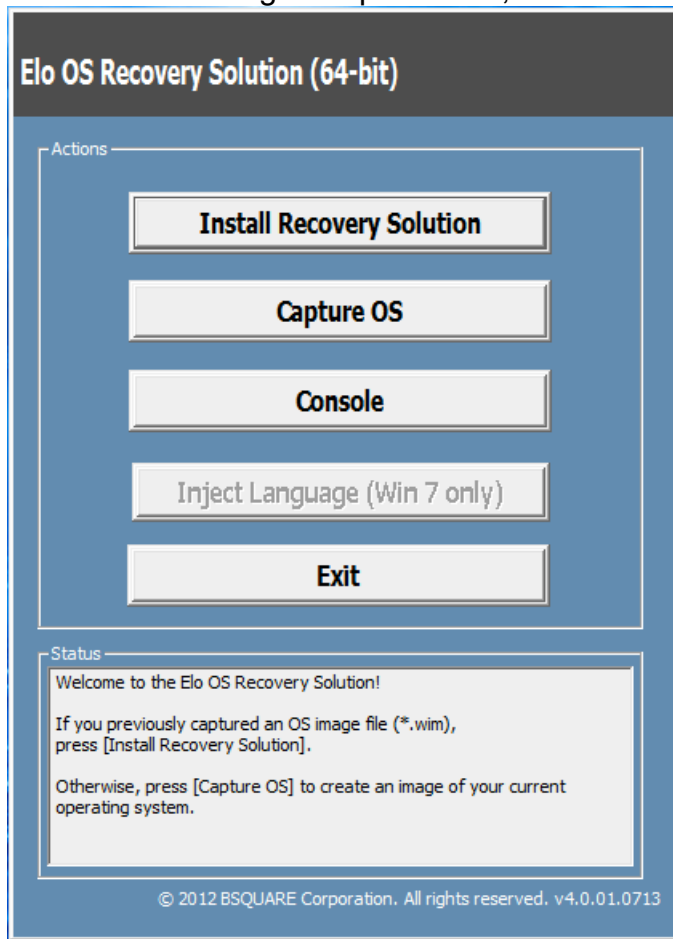 Elo OS Recovery Solution (64-bit)
Actions
Install Recovery Solution
Capture OS
Console
Inject Language (Win 7 only)
Exit
Status
Welcome to the Elo OS Recovery Solution!
If you previously captured an OS image file (*.wim),
press [Install Recovery Solution].
Otherwise, press [Capture OS] to create an image of your current
operating system.
© 2012 BSQUARE Corporation. All rights reserved. v4.0.01.0713